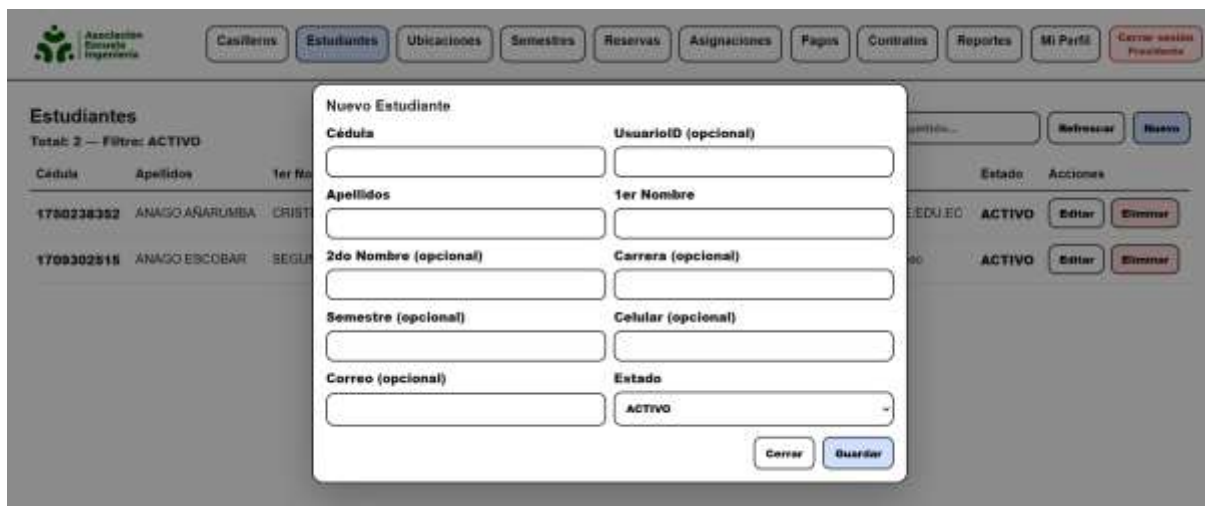 Asociación
Escuela
Ingeniería
Casilleros Estudiantes Ubicaciones Semestres Reservas Asignaciones Pagos Contratos Reportes Mi Perfil Cerrar sesión
Presidente
Estudiantes
Total: 2 — Filtro: ACTIVO
Refrescar Nuevo
Cédula Apellidos 1er No Estado Acciones
1750238352 ANAGO AÑARUMBA CRISTI E.EDU.EC ACTIVO Editar Eliminar
1709302515 ANAGO ESCOBAR SEGUN ACTIVO Editar Eliminar
Nuevo Estudiante
Cédula UsuarioID (opcional)
Apellidos 1er Nombre
2do Nombre (opcional) Carrera (opcional)
Semestre (opcional) Celular (opcional)
Correo (opcional) Estado
ACTIVO
Cerrar Guardar